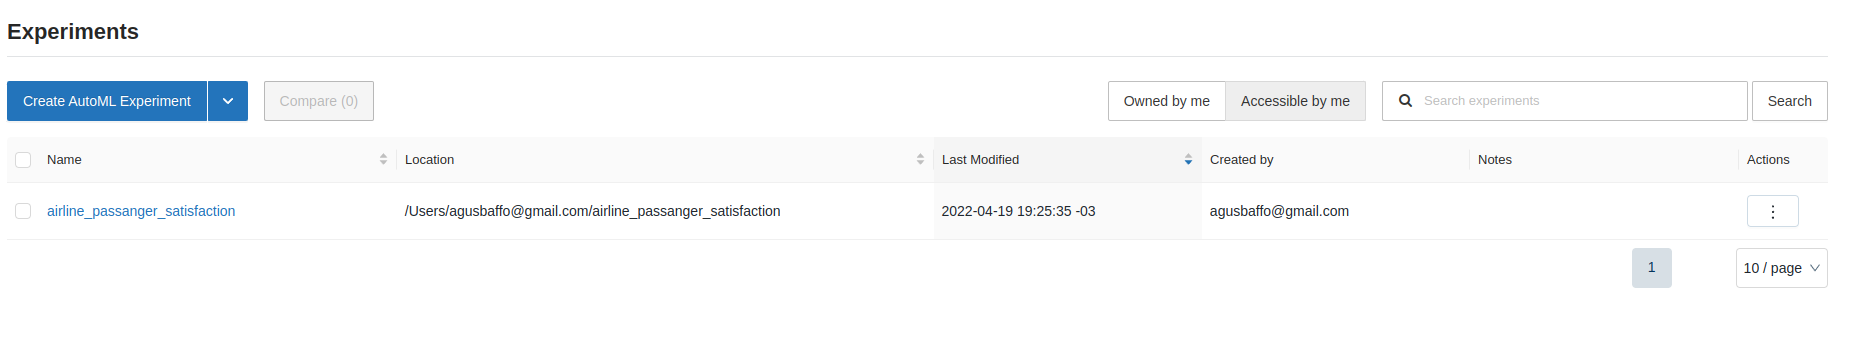 Experiments
Create AutoML Experiment
Compare (0)
Owned by me
Accessible by me
Search experiments
Search
Name
Location
Last Modified
Created by
Notes
Actions
airline_passanger_satisfaction
/Users/agusbaffo@gmail.com/airline_passanger_satisfaction
2022-04-19 19:25:35 -03
agusbaffo@gmail.com
1
10 / page